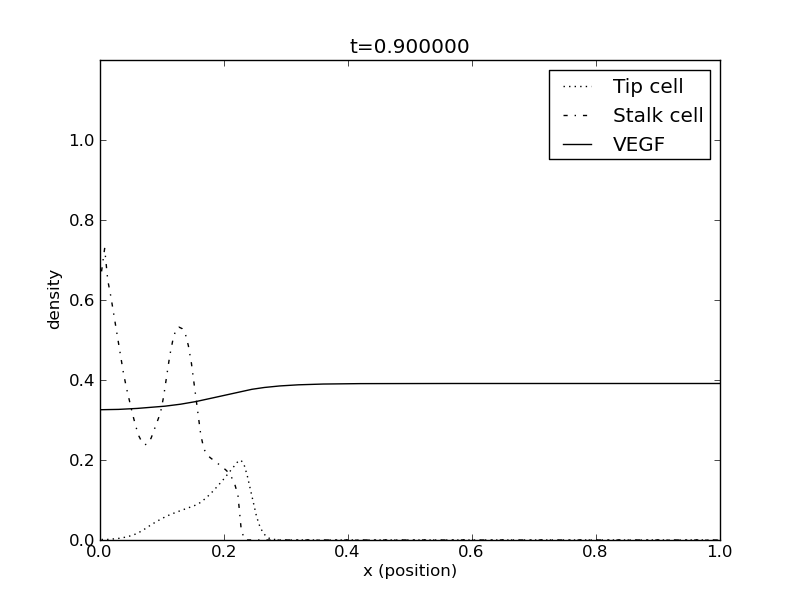 t=0.900000
Tip cell
Stalk cell
VEGF
density
1.0
0.8
0.6
0.4
0.2
0.0
0.0 0.2 0.4 0.6 0.8 1.0
x (position)